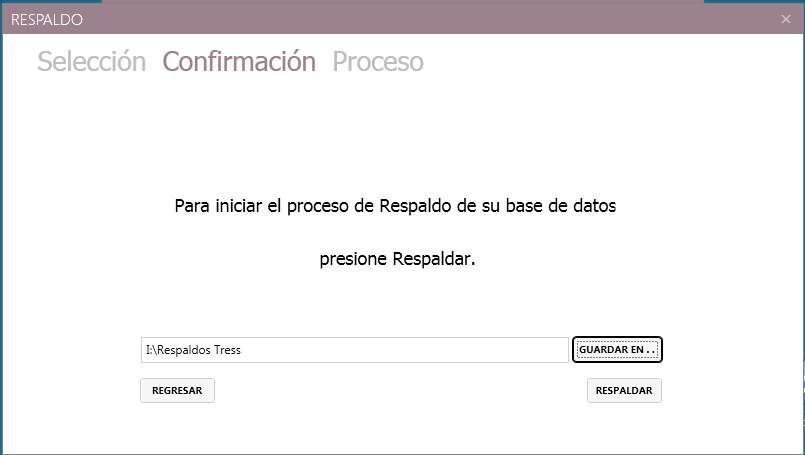 RESPALDO
Selección Confirmación Proceso
Para iniciar el proceso de Respaldo de su base de datos
presione Respaldar.
I:\Respaldos Tress GUARDAR EN . .
REGRESAR RESPALDAR